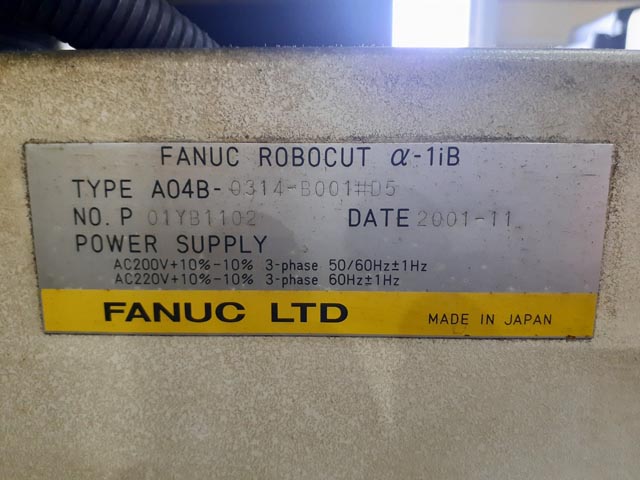 FANUC ROBOCUT α-1iB
TYPE A04B-0314-B001#D5
NO. P 01YB1102 DATE 2001-11
POWER SUPPLY
AC200V+10%-10% 3-phase 50/60Hz±1Hz
AC220V+10%-10% 3-phase 60Hz±1Hz
FANUC LTD MADE IN JAPAN